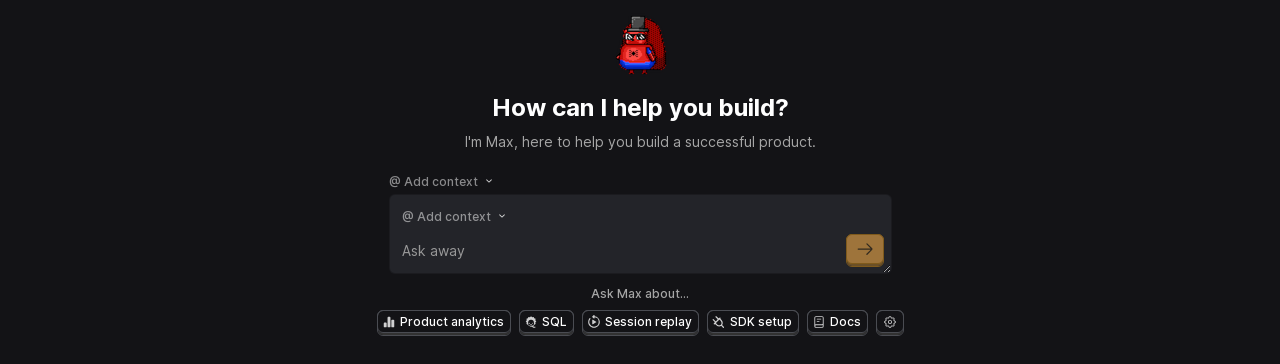 How can I help you build?
I'm Max, here to help you build a successful product.
@ Add context
@ Add context
Ask away
Ask Max about...
Product analytics SQL Session replay SDK setup Docs